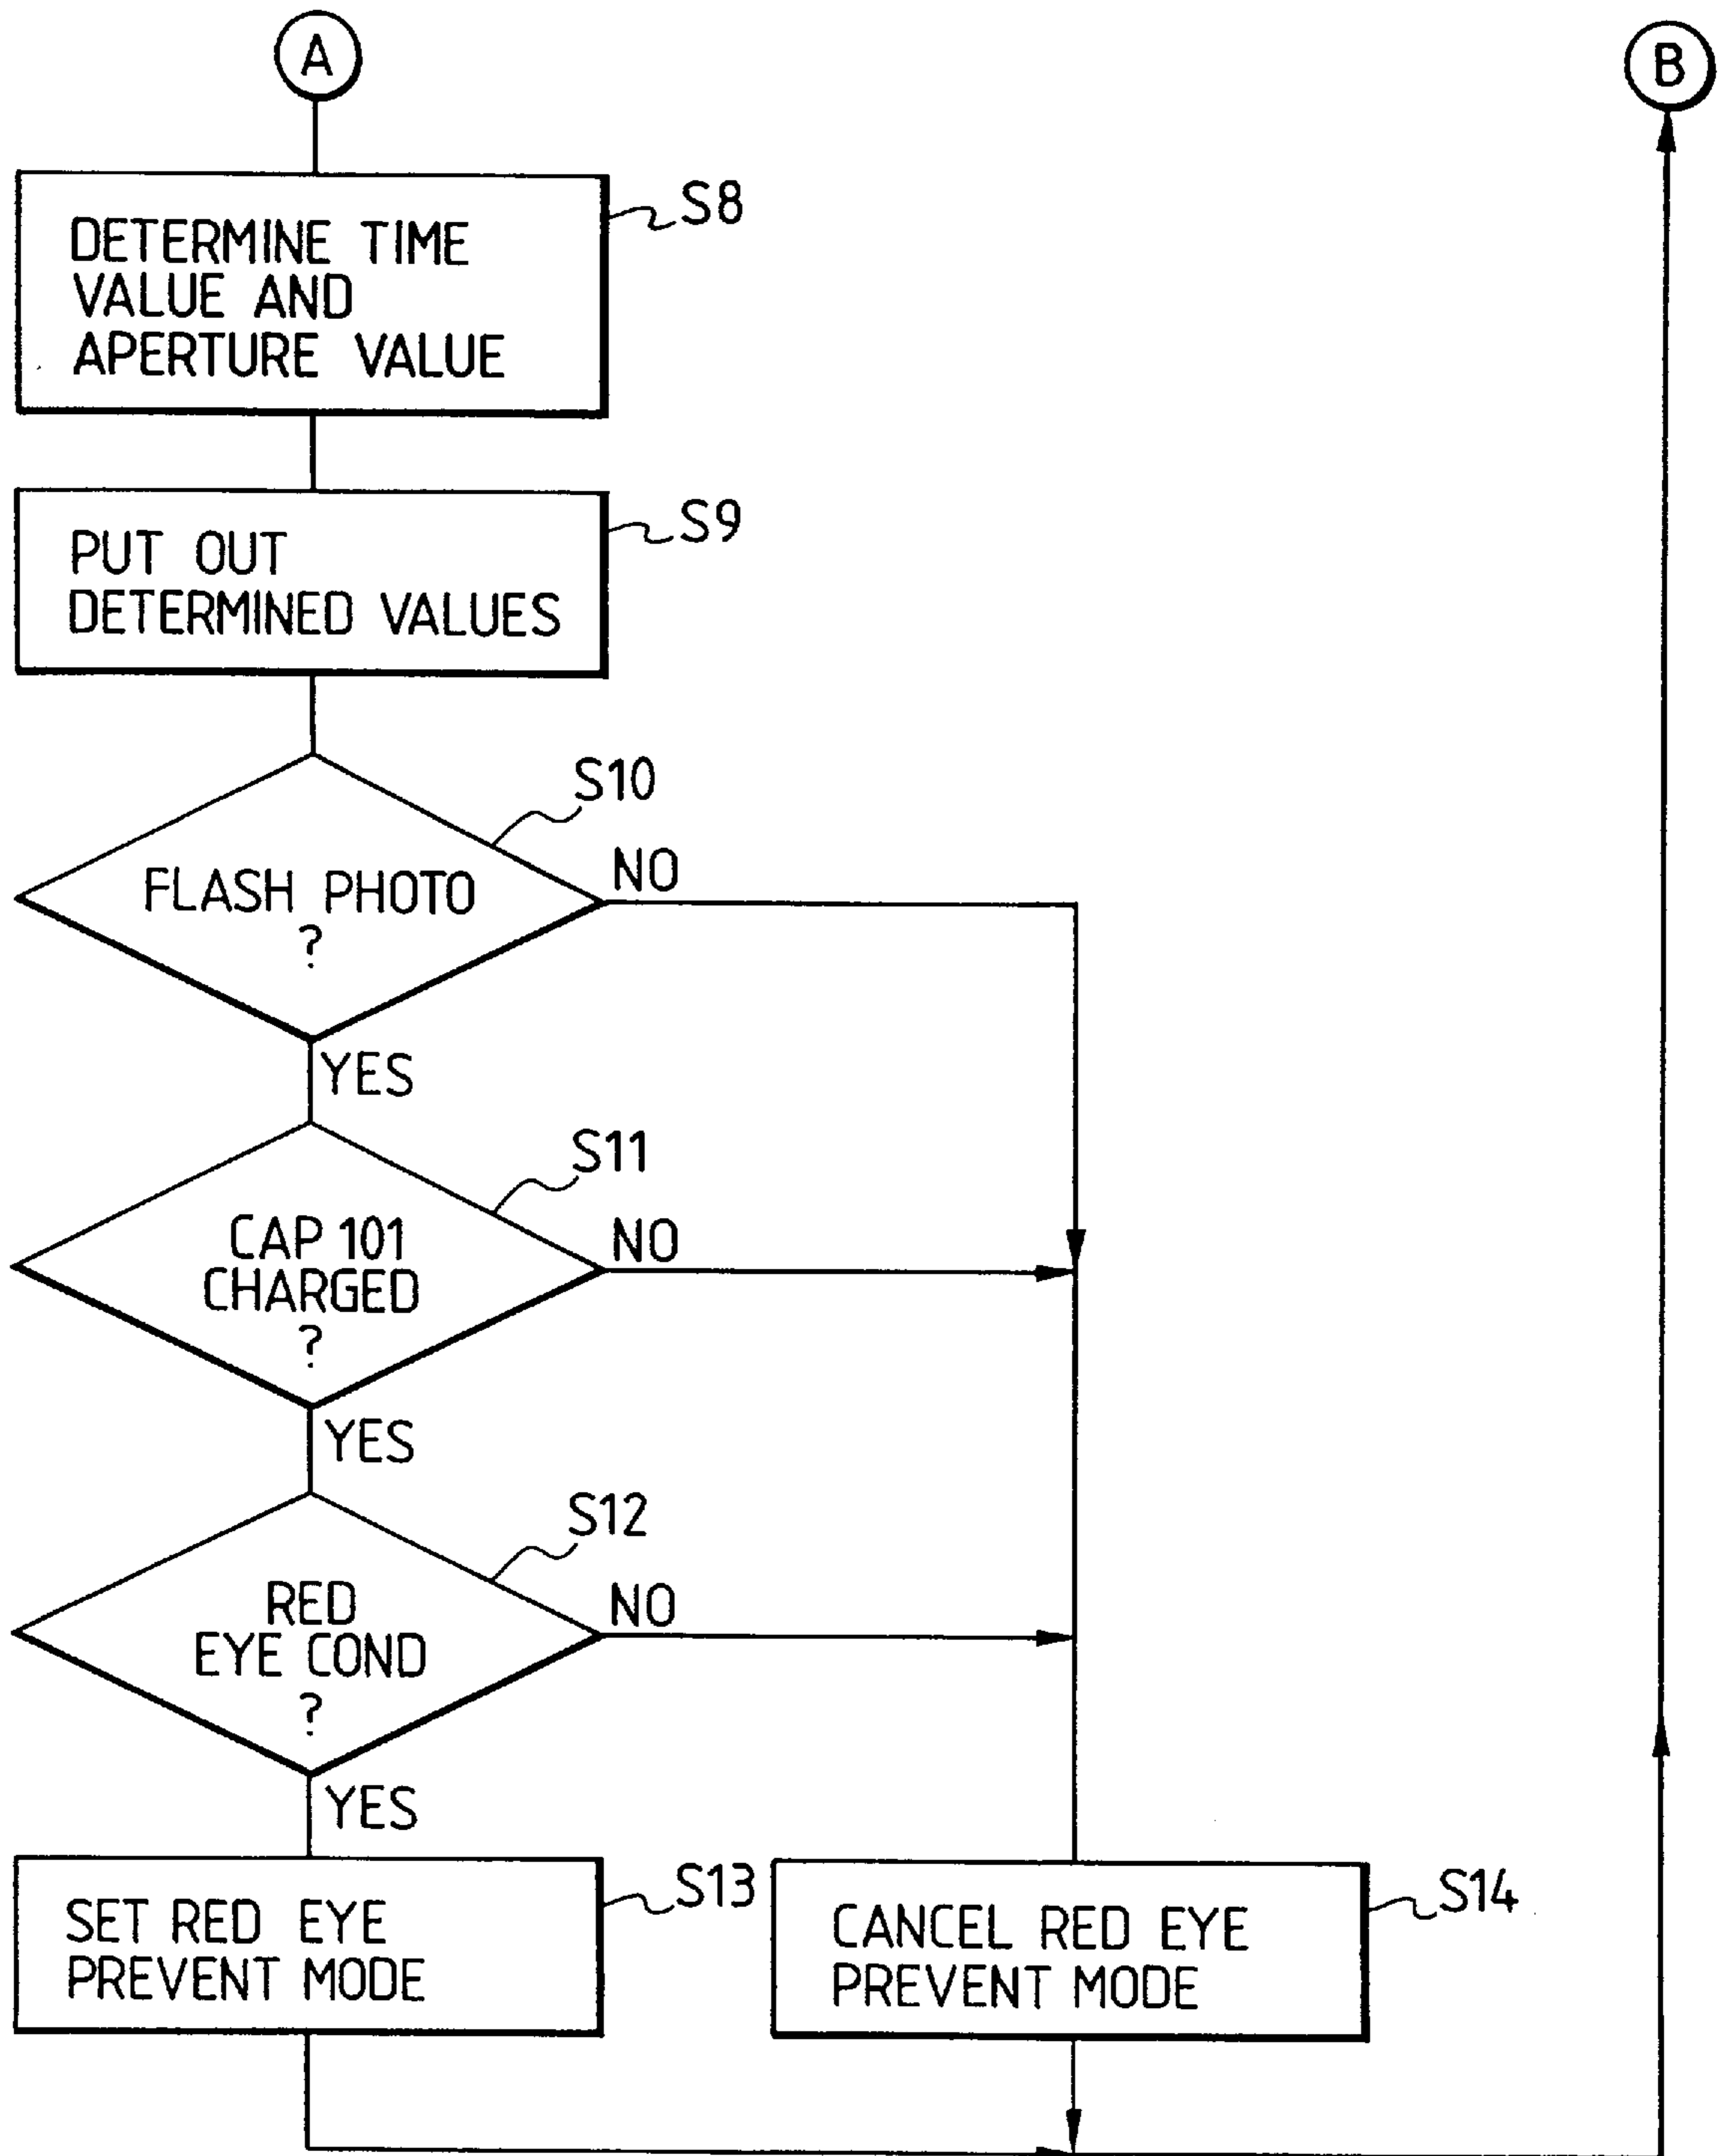 A
B
DETERMINE TIME
VALUE AND
APERTURE VALUE
S8
PUT OUT
DETERMINED VALUES
S9
S10
FLASH PHOTO
?
NO
YES
S11
CAP 101
CHARGED
?
NO
YES
S12
RED
EYE COND
?
NO
YES
SET RED EYE
PREVENT MODE
S13
CANCEL RED EYE
PREVENT MODE
S14